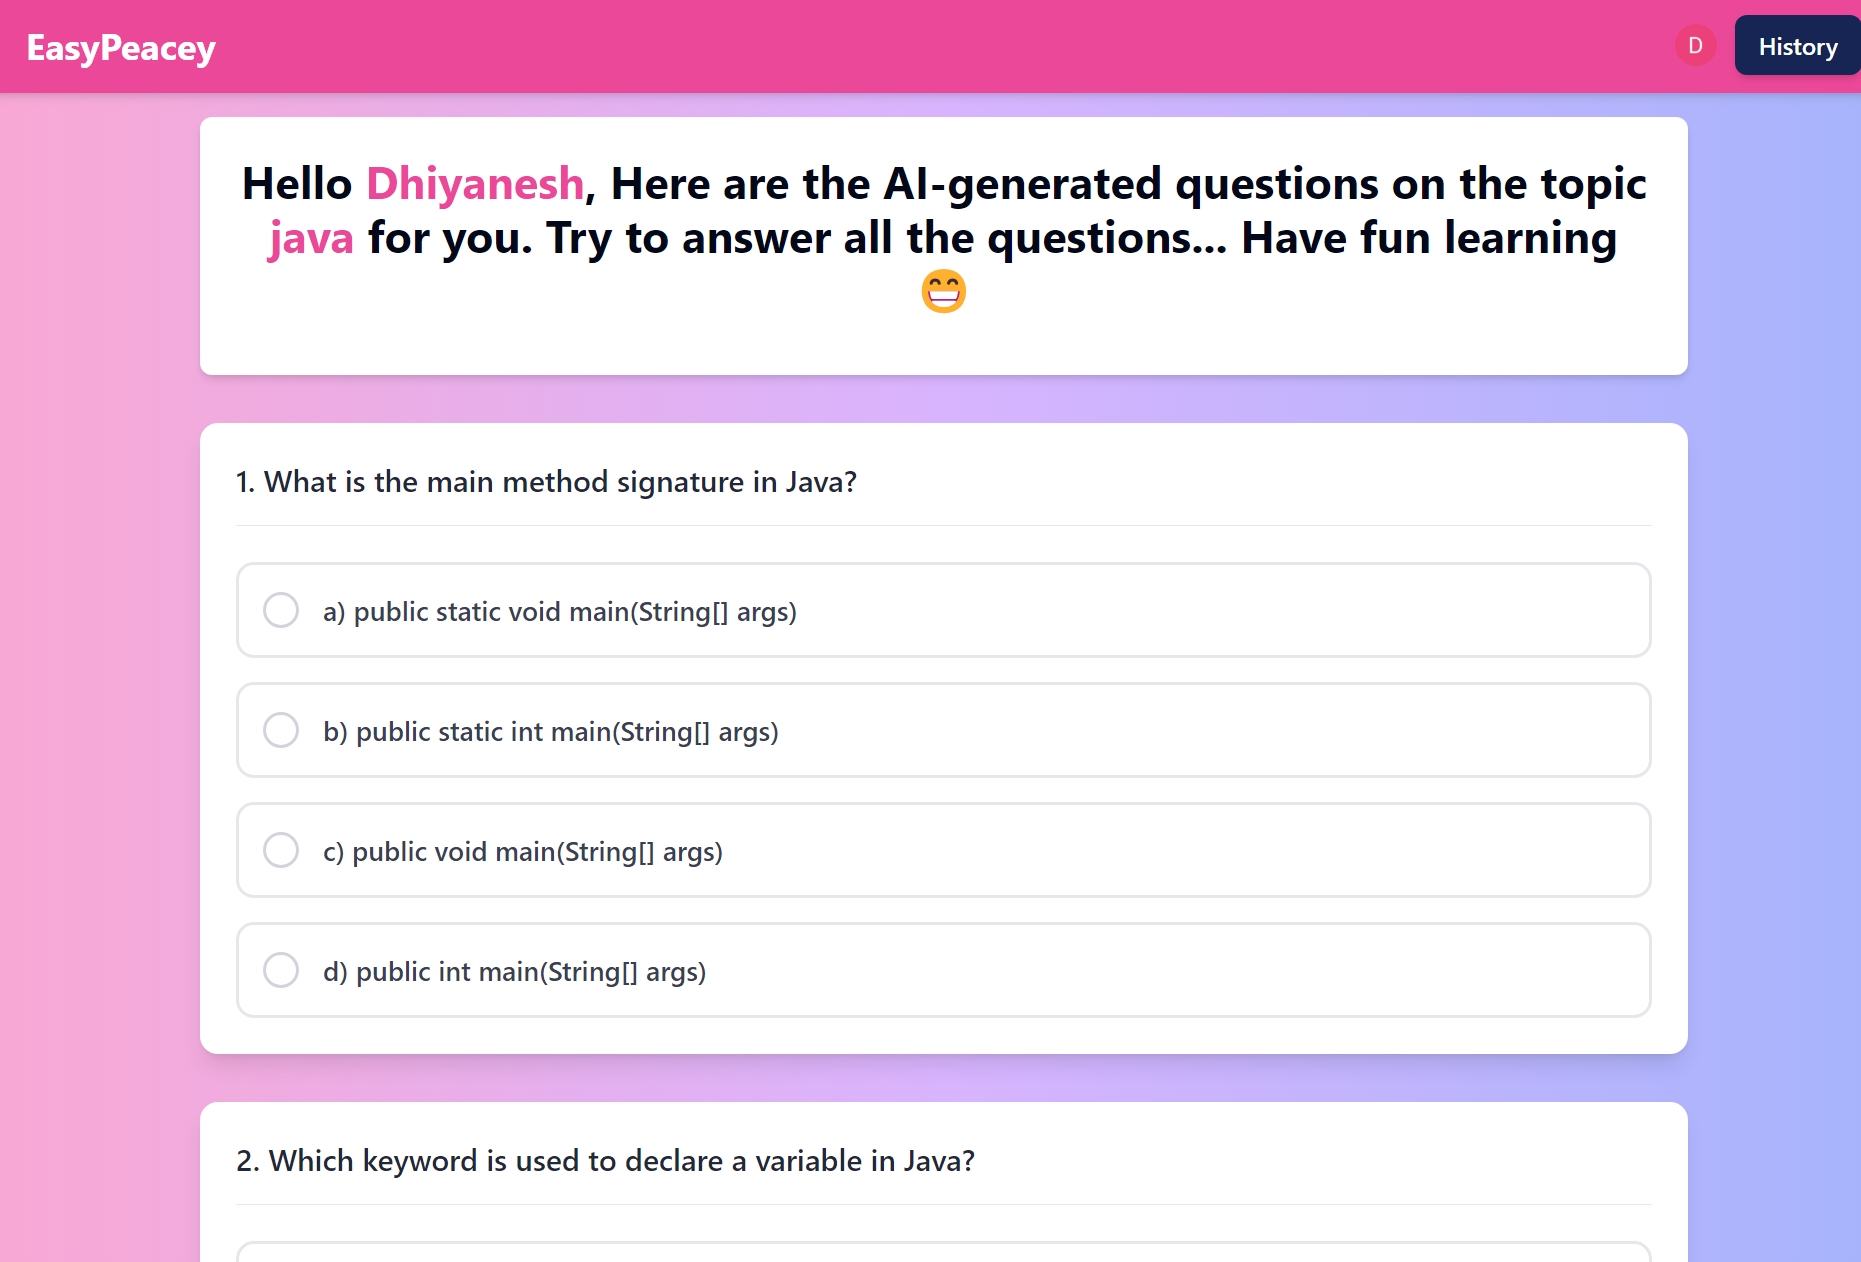 EasyPeacey
D
History
Hello Dhiyanesh, Here are the AI-generated questions on the topic
java for you. Try to answer all the questions... Have fun learning
😁
1. What is the main method signature in Java?
a) public static void main(String[] args)
b) public static int main(String[] args)
c) public void main(String[] args)
d) public int main(String[] args)
2. Which keyword is used to declare a variable in Java?